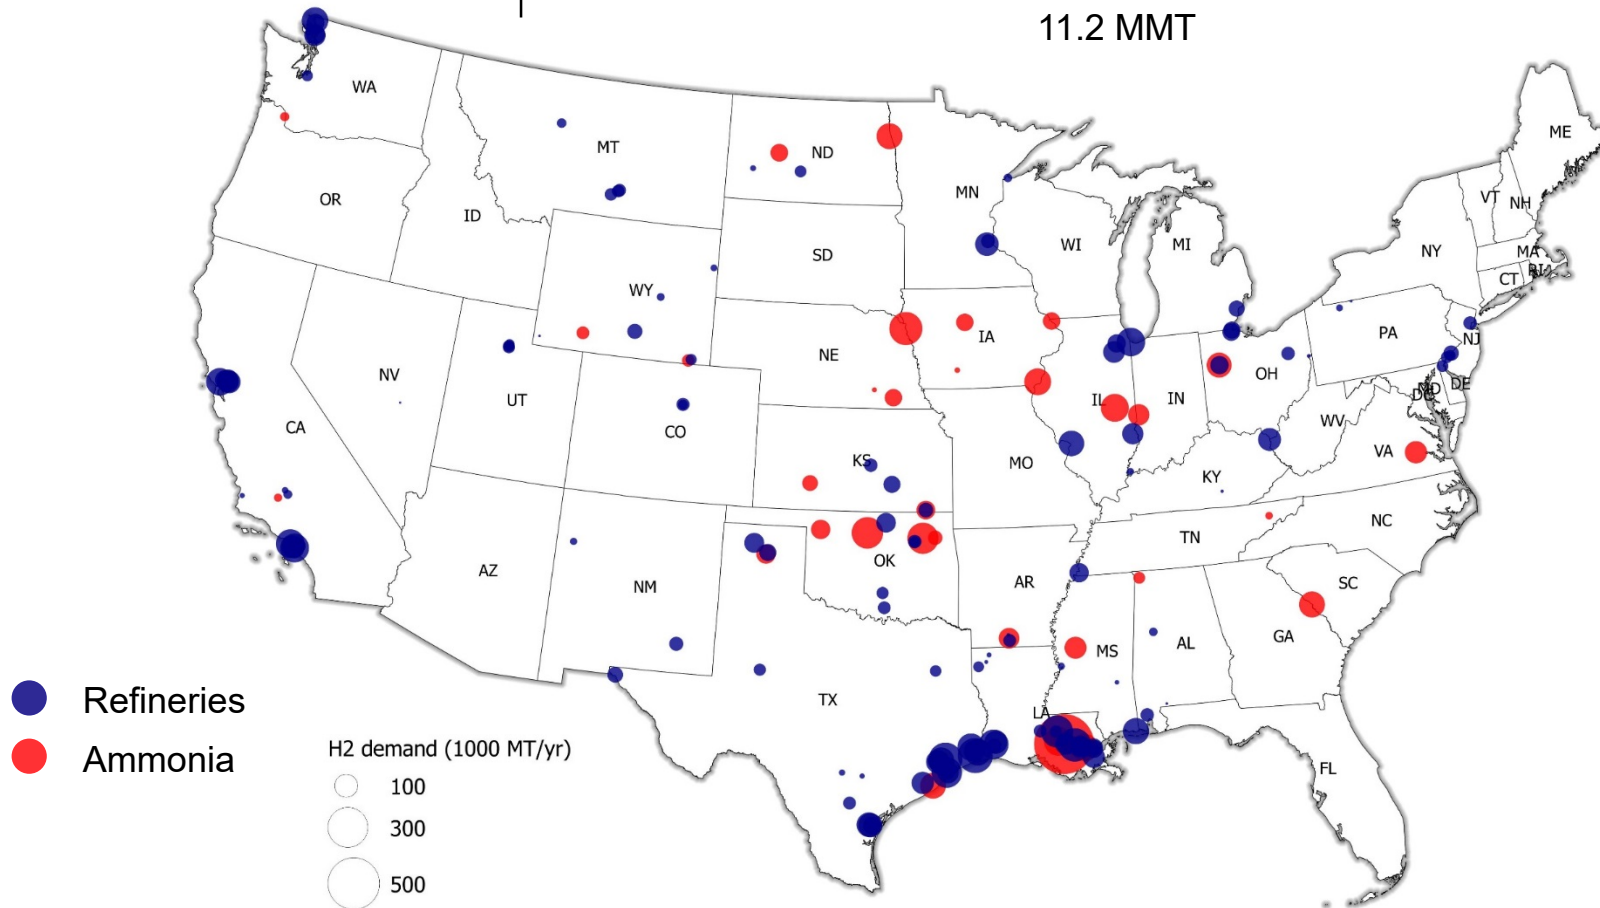 11.2 MMT
WA
ME
MT
ND
MN
VT
NH
OR
ID
WI
MI
NY
MA
SD
CT
RI
WY
PA
NJ
IA
NE
OH
NV
UT
IL
IN
MD
DE
DC
CA
CO
WV
VA
KS
MO
KY
NC
TN
OK
AZ
NM
AR
SC
MS
AL
GA
Refineries
TX
LA
Ammonia
H2 demand (1000 MT/yr)
FL
100
300
500